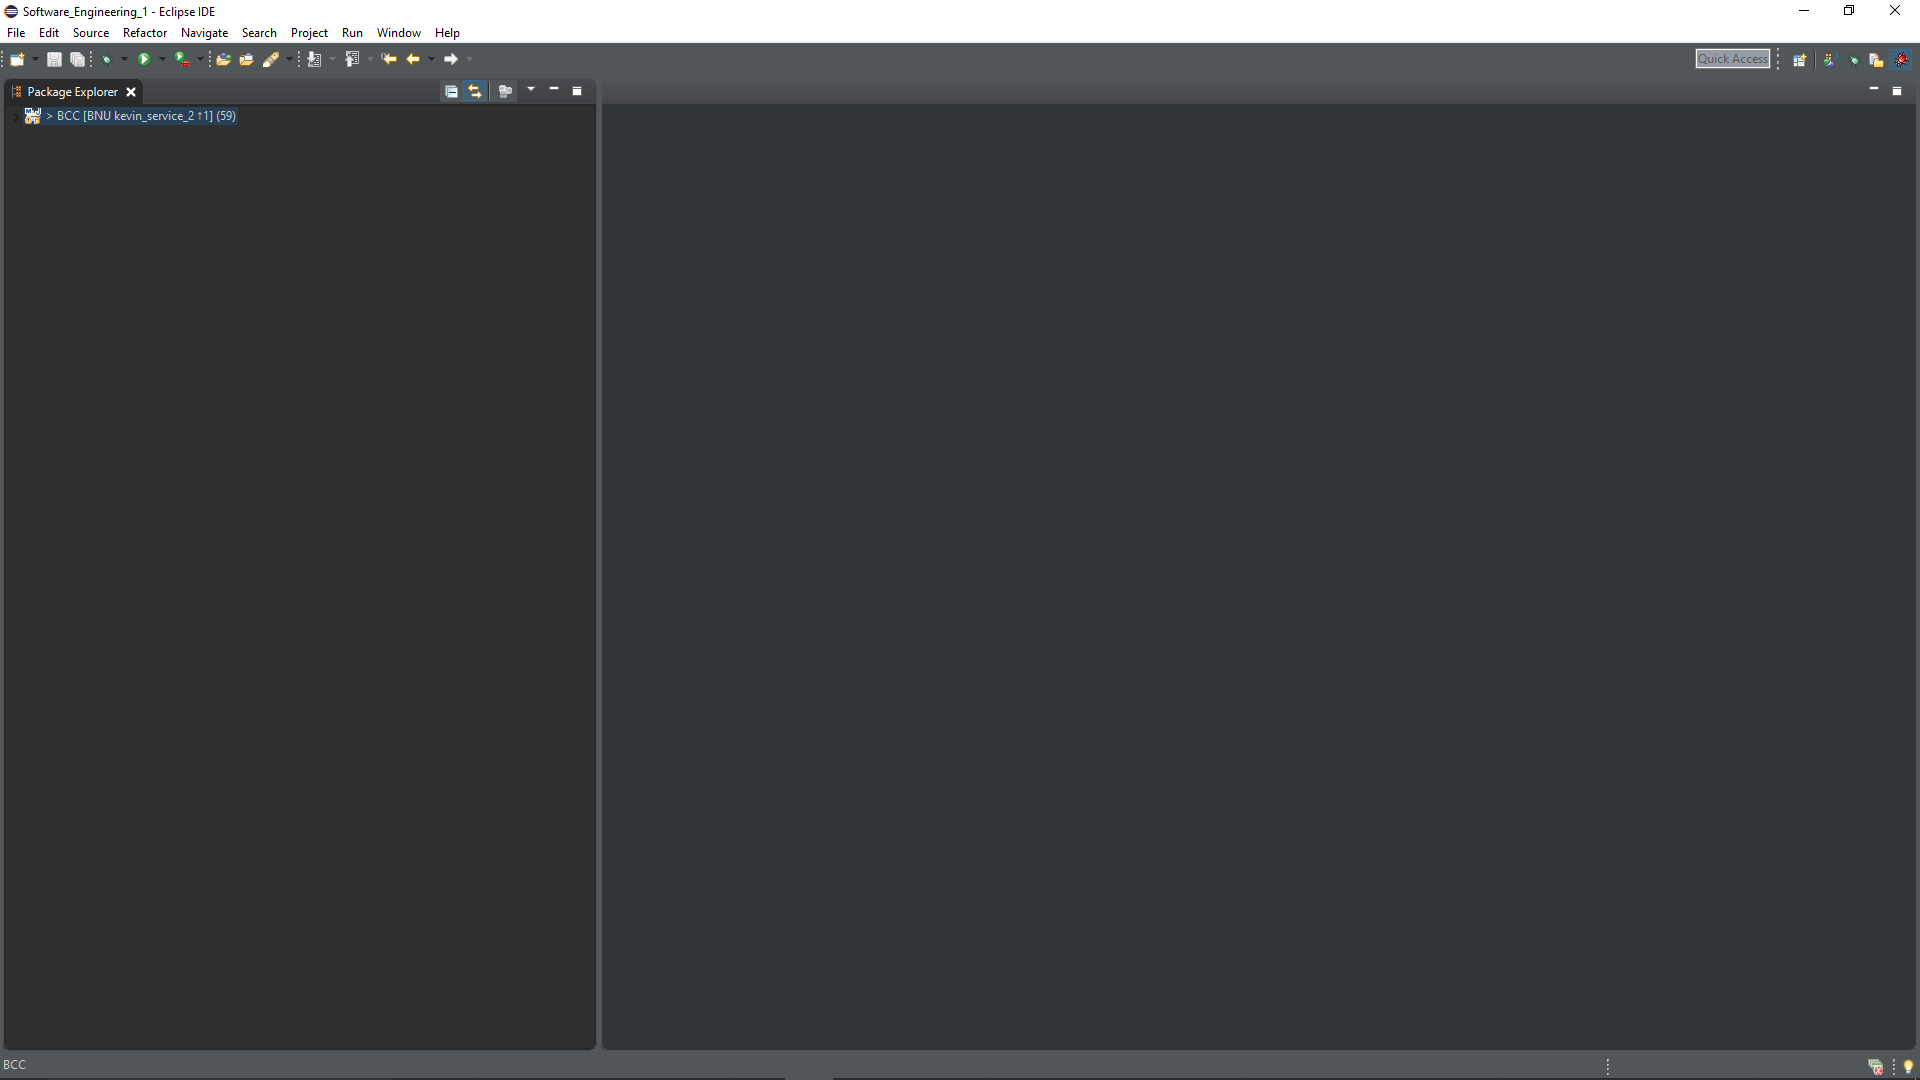 Software_Engineering_1 - Eclipse IDE
File Edit Source Refactor Navigate Search Project Run Window Help
Quick Access
Package Explorer
> BCC [BNU kevin_service_2 ↑1] (59)
BCC